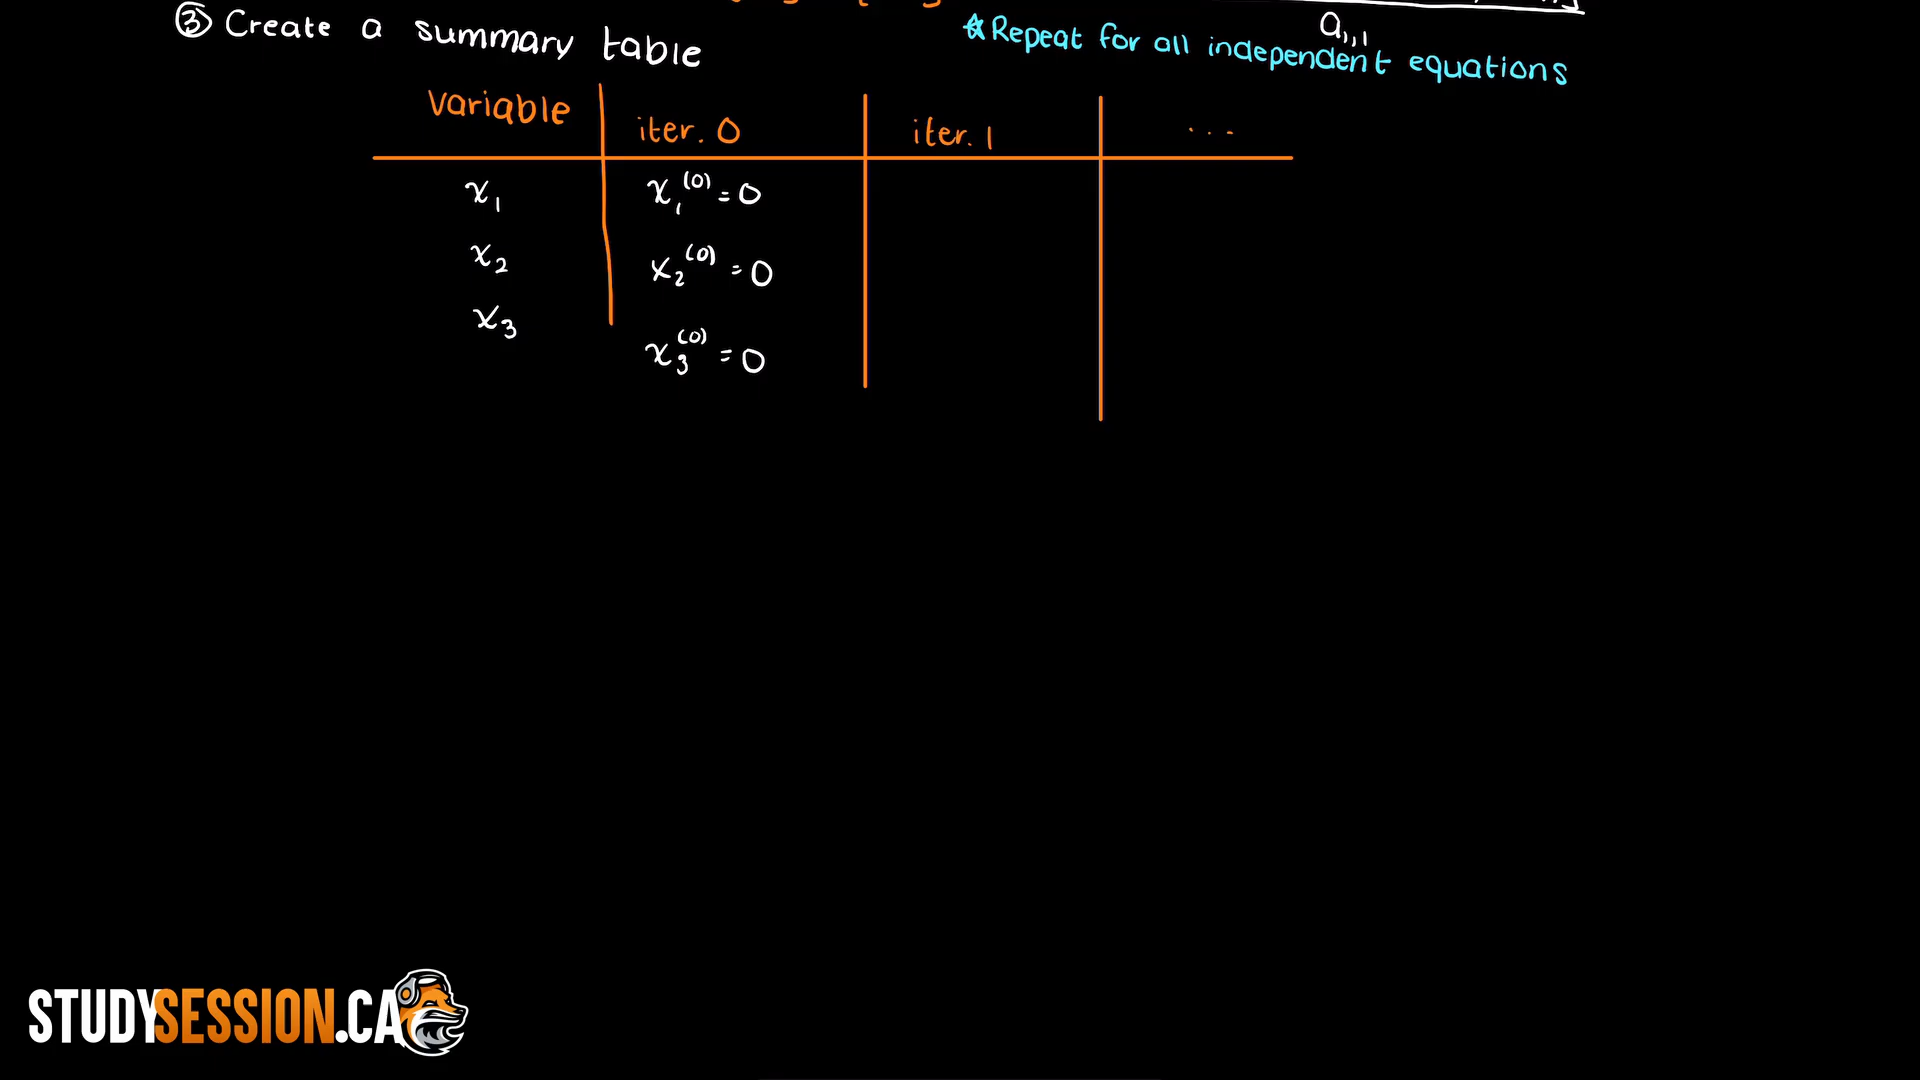 ③ Create a summary table
a₁,₁
*Repeat for all independent equations
variable iter. 0 iter. 1 ...
x₁ x₁⁽⁰⁾ = 0
x₂ x₂⁽⁰⁾ = 0
x₃ x₃⁽⁰⁾ = 0
STUDYSESSION.CA